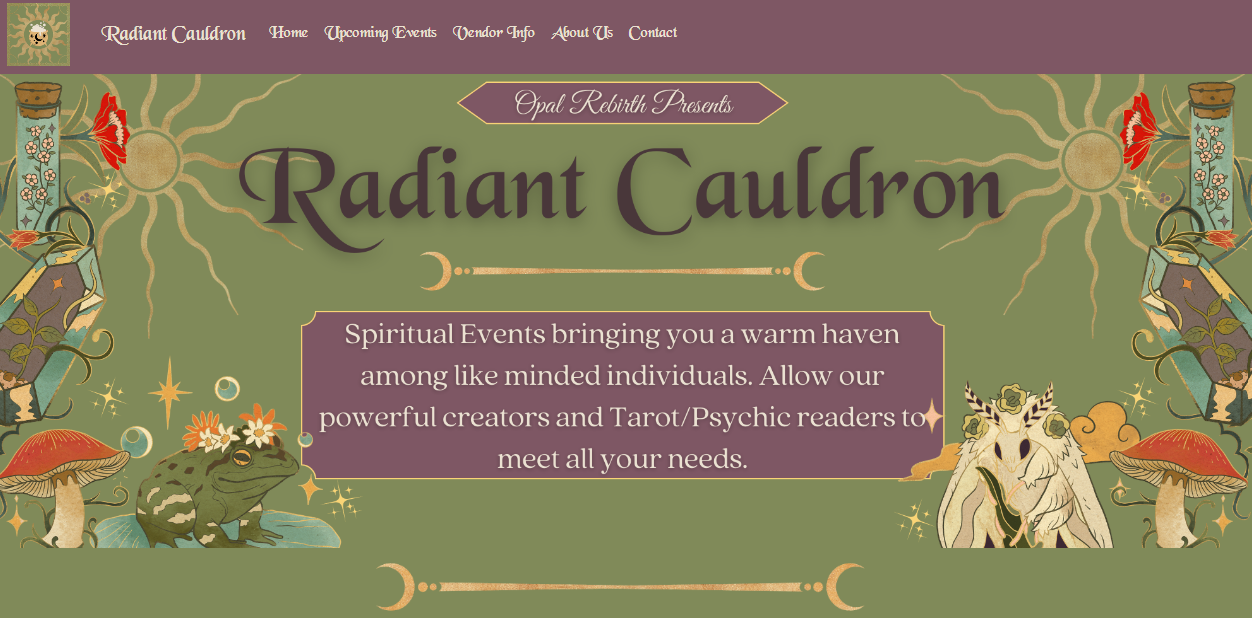 Radiant Cauldron Home Upcoming Events Vendor Info About Us Contact
Opal Rebirth Presents
Radiant Cauldron
Spiritual Events bringing you a warm haven
among like minded individuals. Allow our
powerful creators and Tarot/Psychic readers to
meet all your needs.